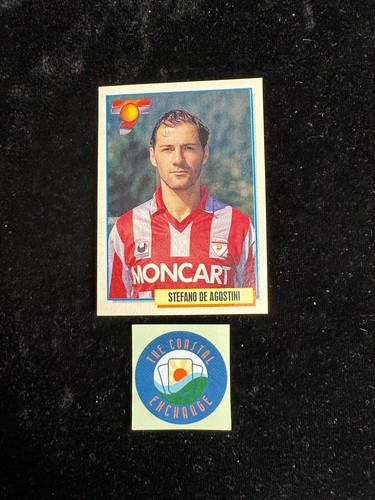 MONCART
STEFANO DE AGOSTINI
THE COASTAL
EXCHANGE